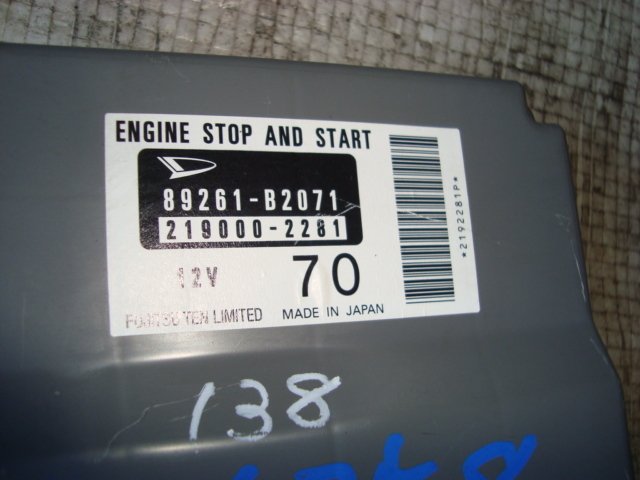 ENGINE STOP AND START
89261-B2071
219000-2281
12V
70
FUJITSU TEN LIMITED
MADE IN JAPAN
*2192281P*
138